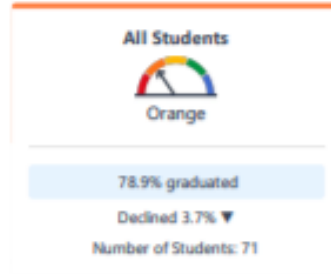 All Students
Orange
78.9% graduated
Declined 3.7% ▼
Number of Students: 71